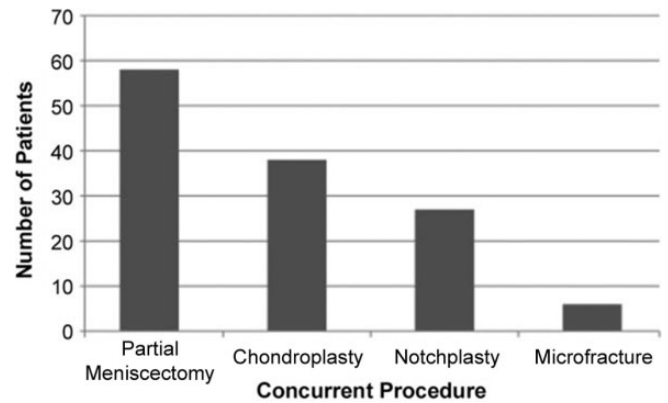 70
60
50
40
30
20
10
0
Number of Patients
Partial
Meniscectomy
Chondroplasty
Notchplasty
Microfracture
Concurrent Procedure